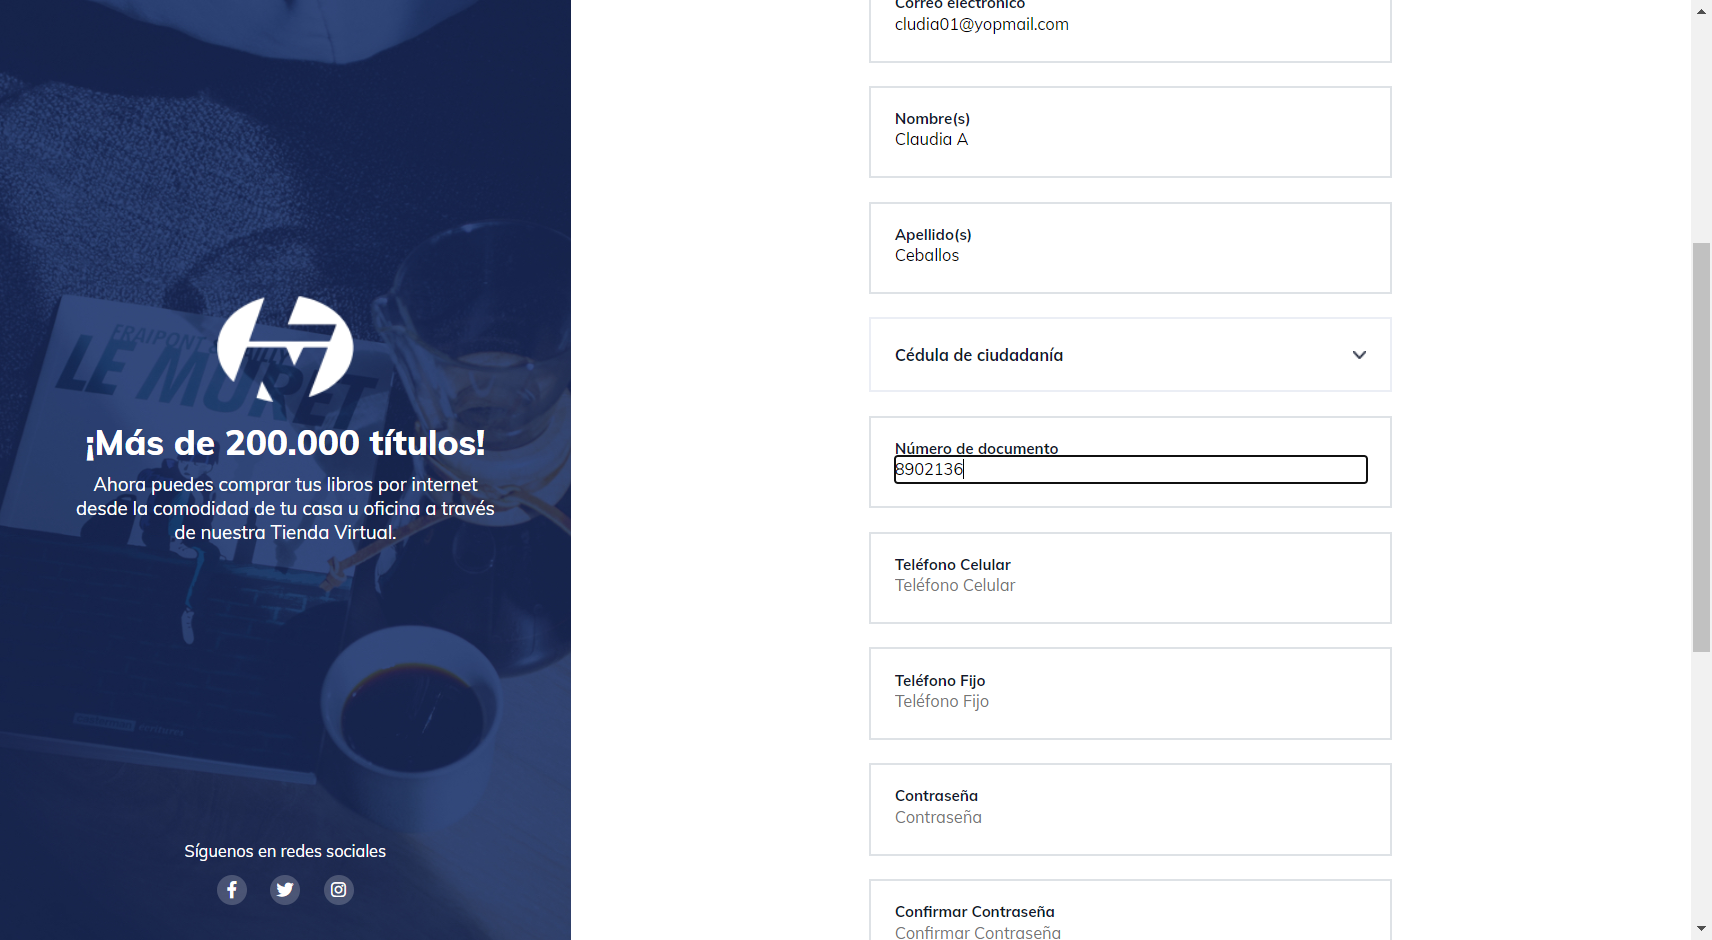 FRAIPONT
LE MURET
¡Más de 200.000 títulos!
Ahora puedes comprar tus libros por internet
desde la comodidad de tu casa u oficina a través
de nuestra Tienda Virtual.
Síguenos en redes sociales
Correo electrónico
cludia01@yopmail.com
Nombre(s)
Claudia A
Apellido(s)
Ceballos
Cédula de ciudadanía
Número de documento
8902136
Teléfono Celular
Teléfono Celular
Teléfono Fijo
Teléfono Fijo
Contraseña
Contraseña
Confirmar Contraseña
Confirmar Contraseña